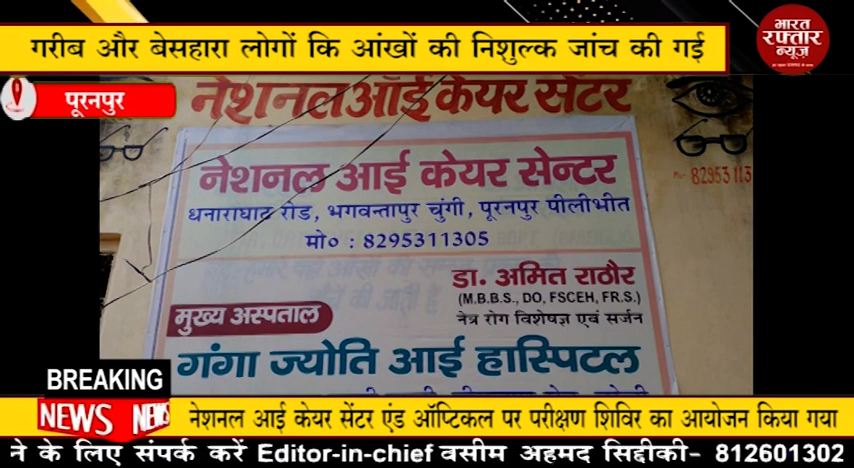 गरीब और बेसहारा लोगों कि आंखों की निशुल्क जांच की गई
भारत
रफ्तार
न्यूज़
पूरनपुर
नेशनल आई केयर सेंटर
नेशनल आई केयर सेन्टर
धनाराघाट रोड, भगवन्तापुर चुंगी, पूरनपुर पीलीभीत
मो० : 8295311305
डा. अमित राठौर
(M.B.B.S., DO, FSCEH, FR.S.)
नेत्र रोग विशेषज्ञ एवं सर्जन
मुख्य अस्पताल
गंगा ज्योति आई हास्पिटल
BREAKING
NEWS NEWS
नेशनल आई केयर सेंटर एंड ऑप्टिकल पर परीक्षण शिविर का आयोजन किया गया
ने के लिए संपर्क करें Editor-in-chief वसीम अहमद सिद्दीकी- 812601302